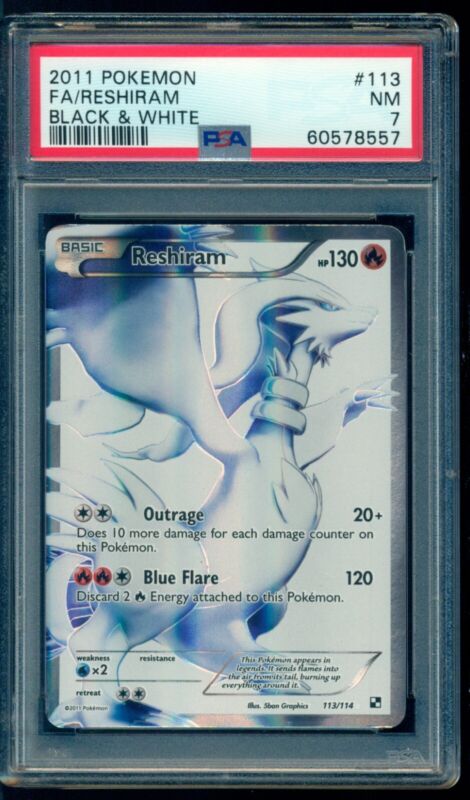 2011 POKEMON #113
FA/RESHIRAM NM
BLACK & WHITE 7
PSA 60578557
BASIC Reshiram HP130
Outrage 20+
Does 10 more damage for each damage counter on
this Pokémon.
Blue Flare 120
Discard 2 Energy attached to this Pokémon.
weakness resistance
×2
retreat
This Pokémon appears in
legends. It sends flames into
the air from its tail, burning up
everything around it.
©2011 Pokémon Illus. 5ban Graphics 113/114
PSA